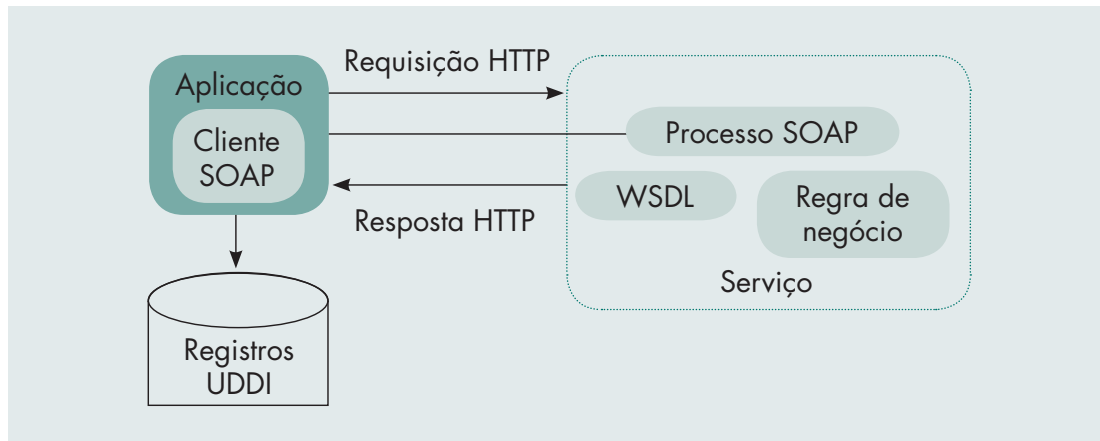 Requisição HTTP
Aplicação
Cliente
SOAP
Processo SOAP
WSDL
Regra de
negócio
Resposta HTTP
Serviço
Registros
UDDI